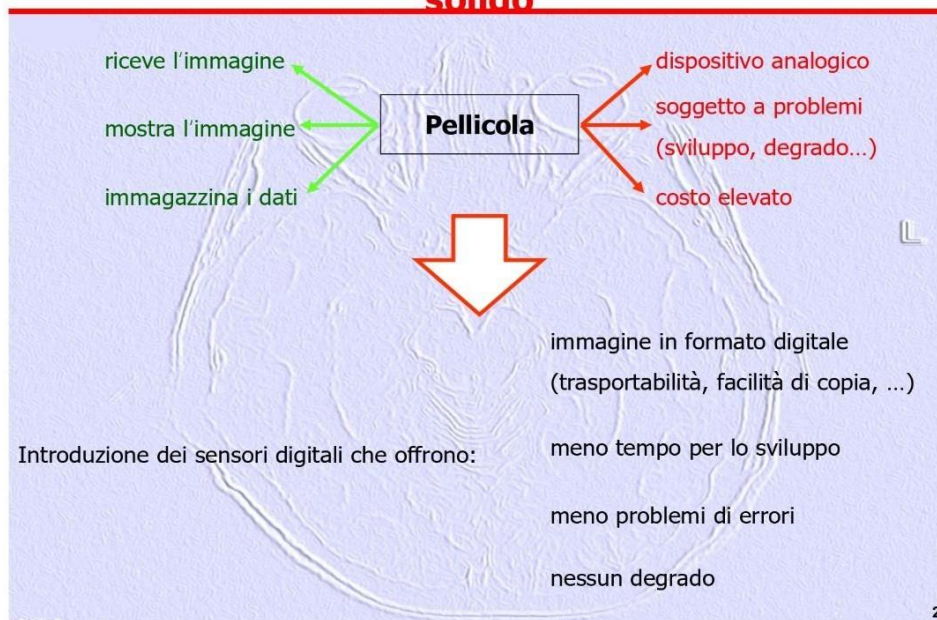 solido
riceve l'immagine
mostra l'immagine
immagazzina i dati
Pellicola
dispositivo analogico
soggetto a problemi
(sviluppo, degrado...)
costo elevato
L
immagine in formato digitale
(trasportabilità, facilità di copia, ...)
Introduzione dei sensori digitali che offrono:
meno tempo per lo sviluppo
meno problemi di errori
nessun degrado
2